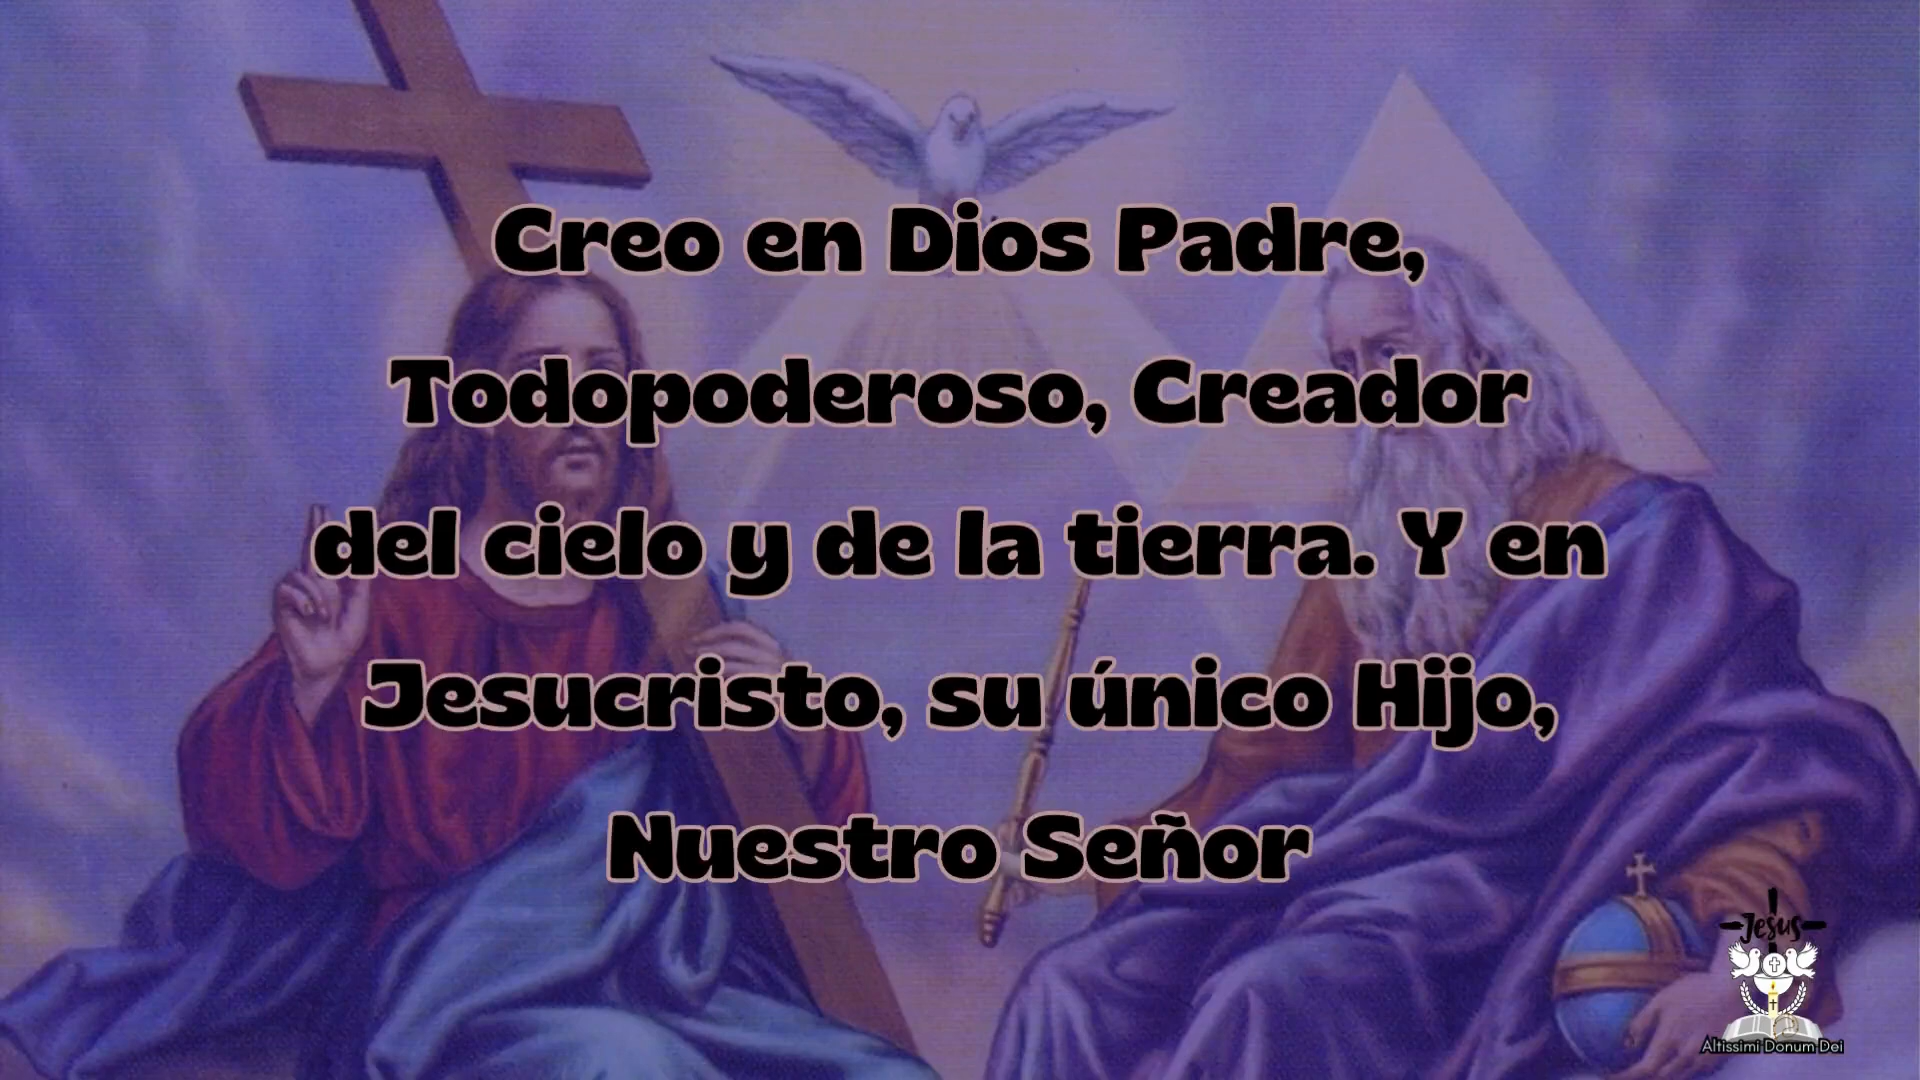 Creo en Dios Padre,
Todopoderoso, Creador
del cielo y de la tierra. Y en
Jesucristo, su único Hijo,
Nuestro Señor
Jesus
Altissimi Donum Dei